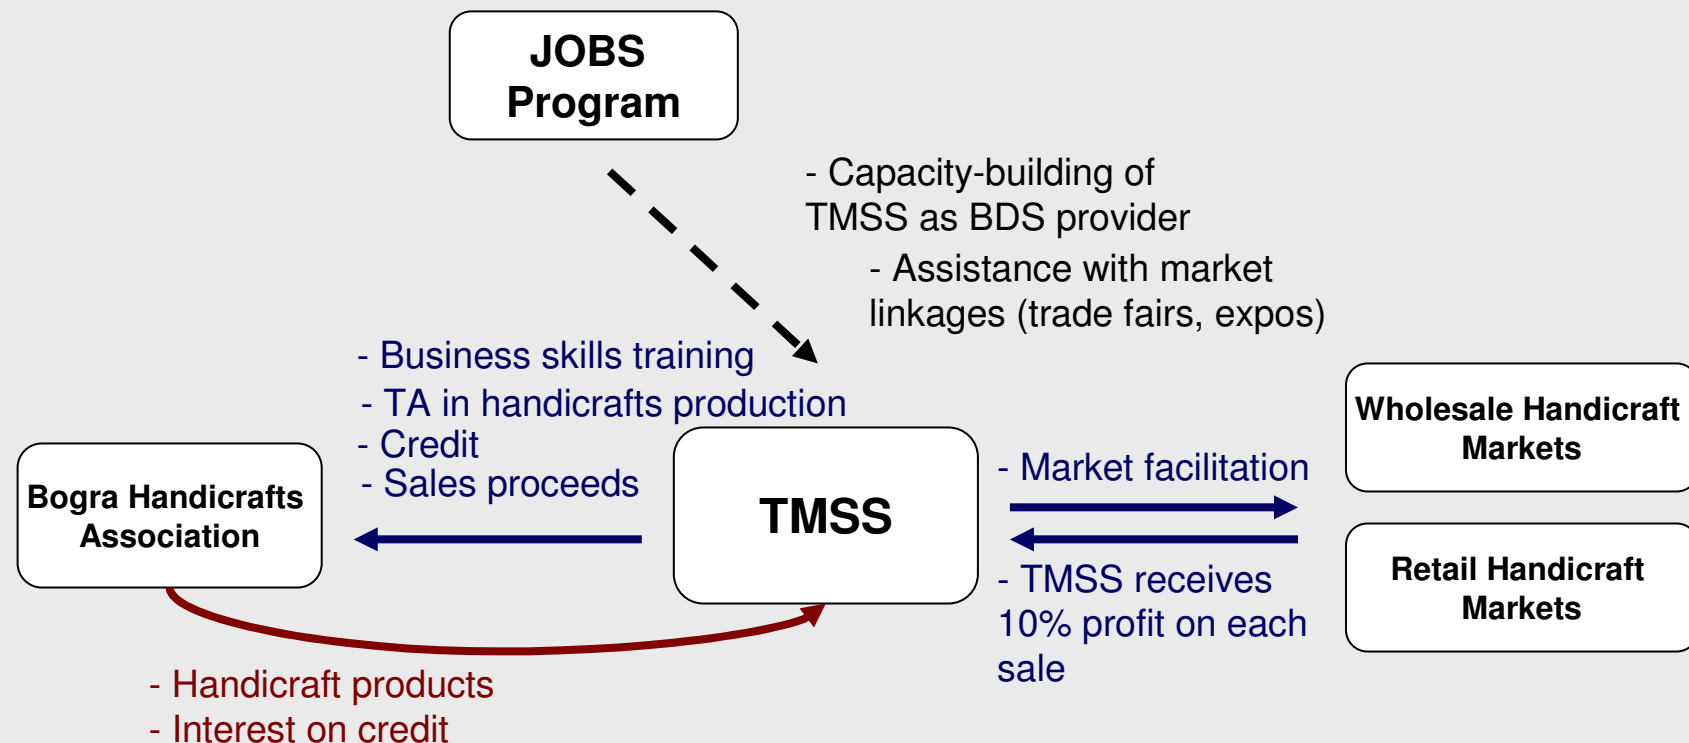 JOBS
Program
- Capacity-building of
TMSS as BDS provider
- Assistance with market
linkages (trade fairs, expos)
- Business skills training
- TA in handicrafts production
- Credit
- Sales proceeds
Bogra Handicrafts
Association
TMSS
- Market facilitation
- TMSS receives
10% profit on each
sale
Wholesale Handicraft
Markets
Retail Handicraft
Markets
- Handicraft products
- Interest on credit